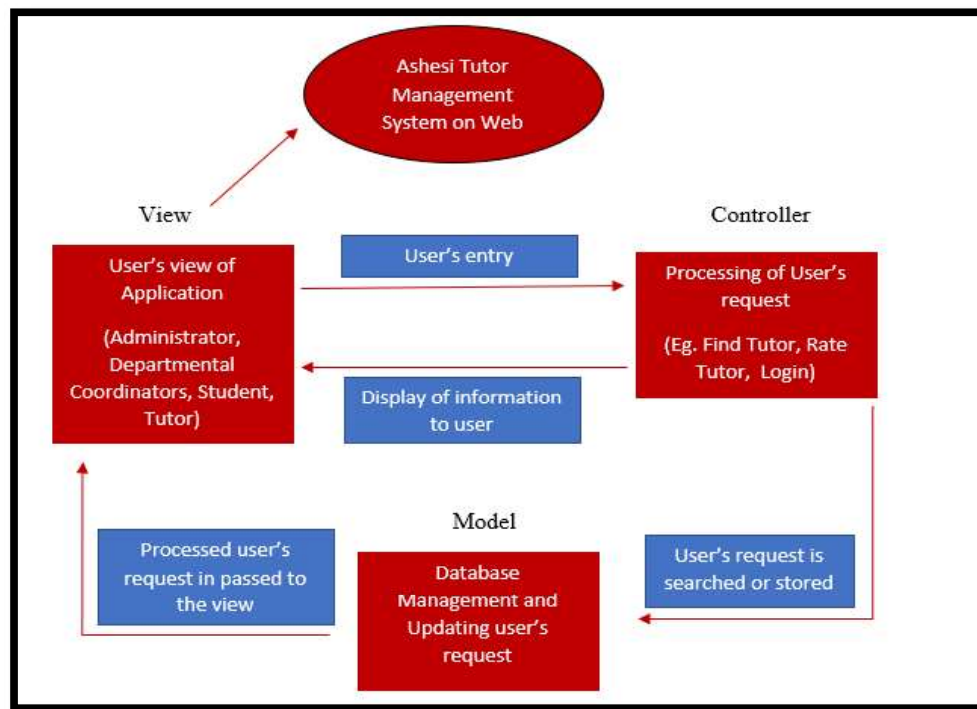 Ashesi Tutor
Management
System on Web
View
Controller
User's view of
Application
(Administrator,
Departmental
Coordinators, Student,
Tutor)
User's entry
Processing of User's
request
(Eg. Find Tutor, Rate
Tutor, Login)
Display of information
to user
Model
Processed user's
request in passed to
the view
Database
Management and
Updating user's
request
User's request is
searched or stored